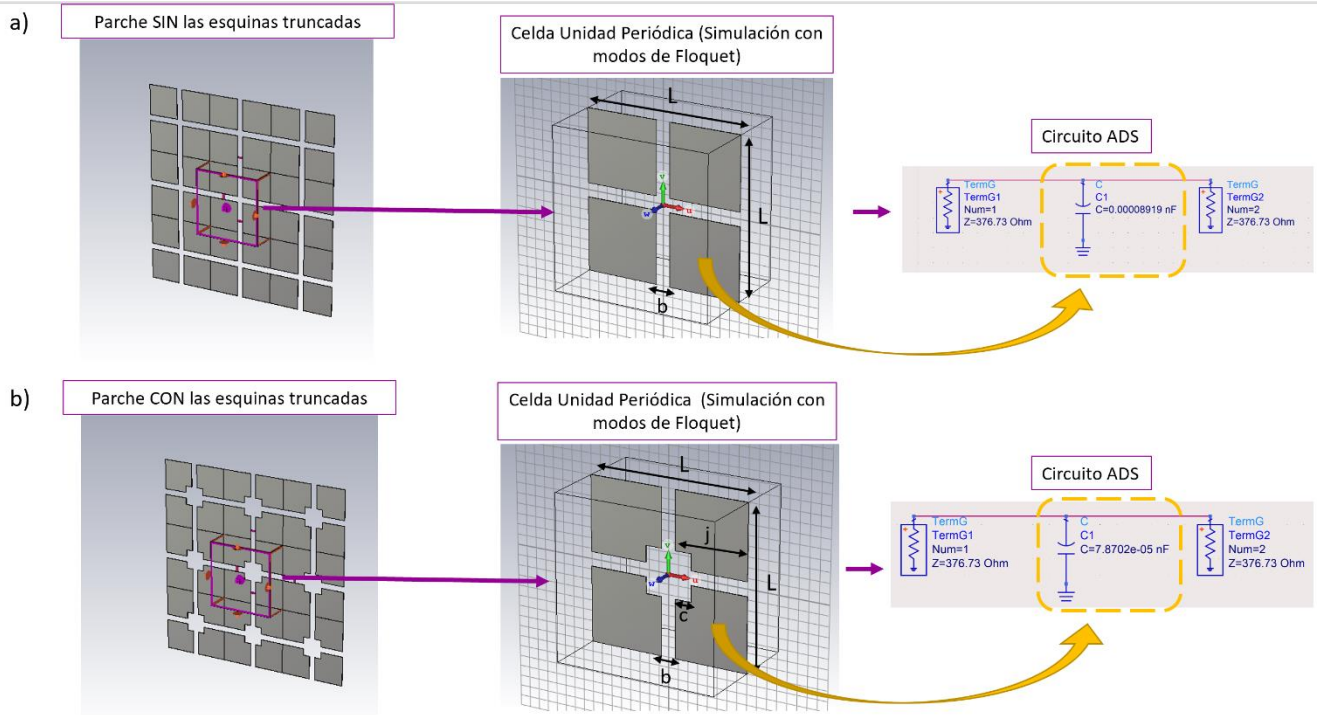 a)
Parche SIN las esquinas truncadas
Celda Unidad Periódica (Simulación con
modos de Floquet)
L
L
b
v
u
w
Circuito ADS
TermG
TermG1
Num=1
Z=376.73 Ohm
C
C1
C=0.00008919 nF
TermG
TermG2
Num=2
Z=376.73 Ohm
b)
Parche CON las esquinas truncadas
Celda Unidad Periódica (Simulación con
modos de Floquet)
L
j
L
v
u
w
c
b
Circuito ADS
TermG
TermG1
Num=1
Z=376.73 Ohm
C
C1
C=7.8702e-05 nF
TermG
TermG2
Num=2
Z=376.73 Ohm